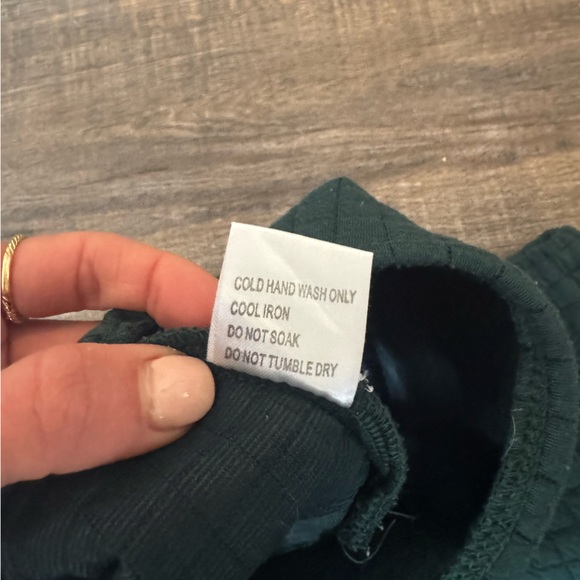 COLD HAND WASH ONLY
COOL IRON
DO NOT SOAK
DO NOT TUMBLE DRY